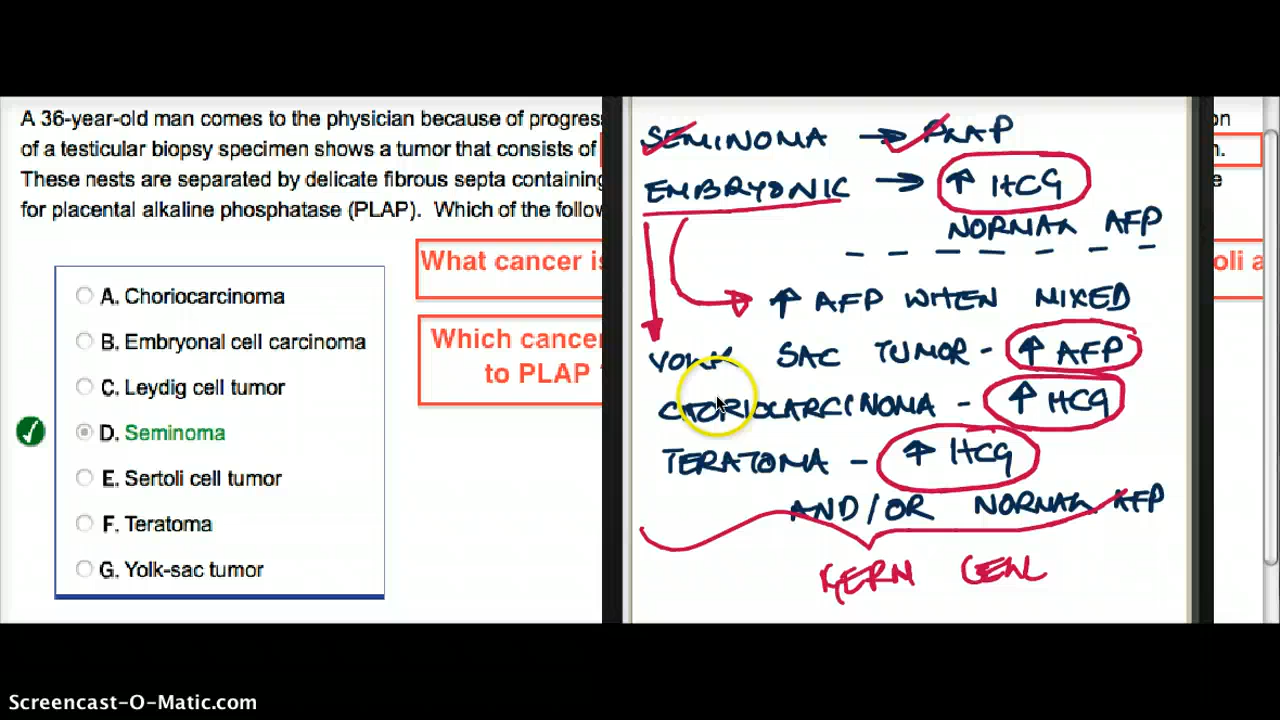 A 36-year-old man comes to the physician because of progres
of a testicular biopsy specimen shows a tumor that consists of
These nests are separated by delicate fibrous septa containing
for placental alkaline phosphatase (PLAP). Which of the follow
on
n.
e
What cancer is
oli a
Which cancer
to PLAP
A. Choriocarcinoma
B. Embryonal cell carcinoma
C. Leydig cell tumor
D. Seminoma
E. Sertoli cell tumor
F. Teratoma
G. Yolk-sac tumor
SEMINOMA → PLAP
EMBRYONIC → ↑ HCG
NORMAL AFP
↑ AFP WHEN MIXED
YOLK SAC TUMOR - ↑ AFP
CHORIOCARCINOMA - ↑ HCG
TERATOMA - ↑ HCG
AND/OR NORMAL AFP
GERM CELL
Screencast-O-Matic.com